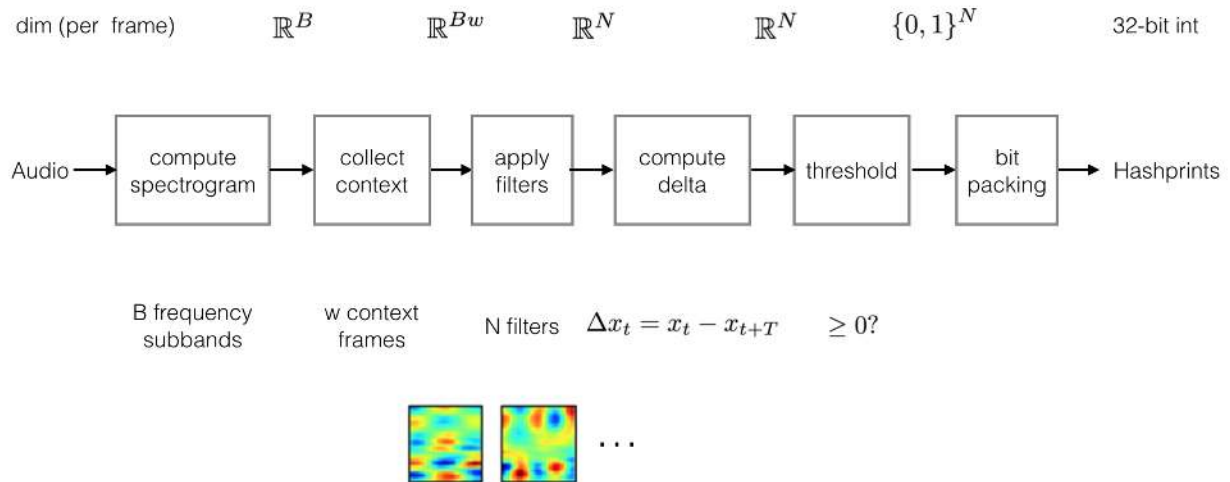 dim (per frame) ℝ^B ℝ^{Bw} ℝ^N ℝ^N {0, 1}^N 32-bit int
Audio compute spectrogram collect context apply filters compute delta threshold bit packing Hashprints
B frequency subbands w context frames N filters Δx_t = x_t − x_{t+T} ≥ 0?
...